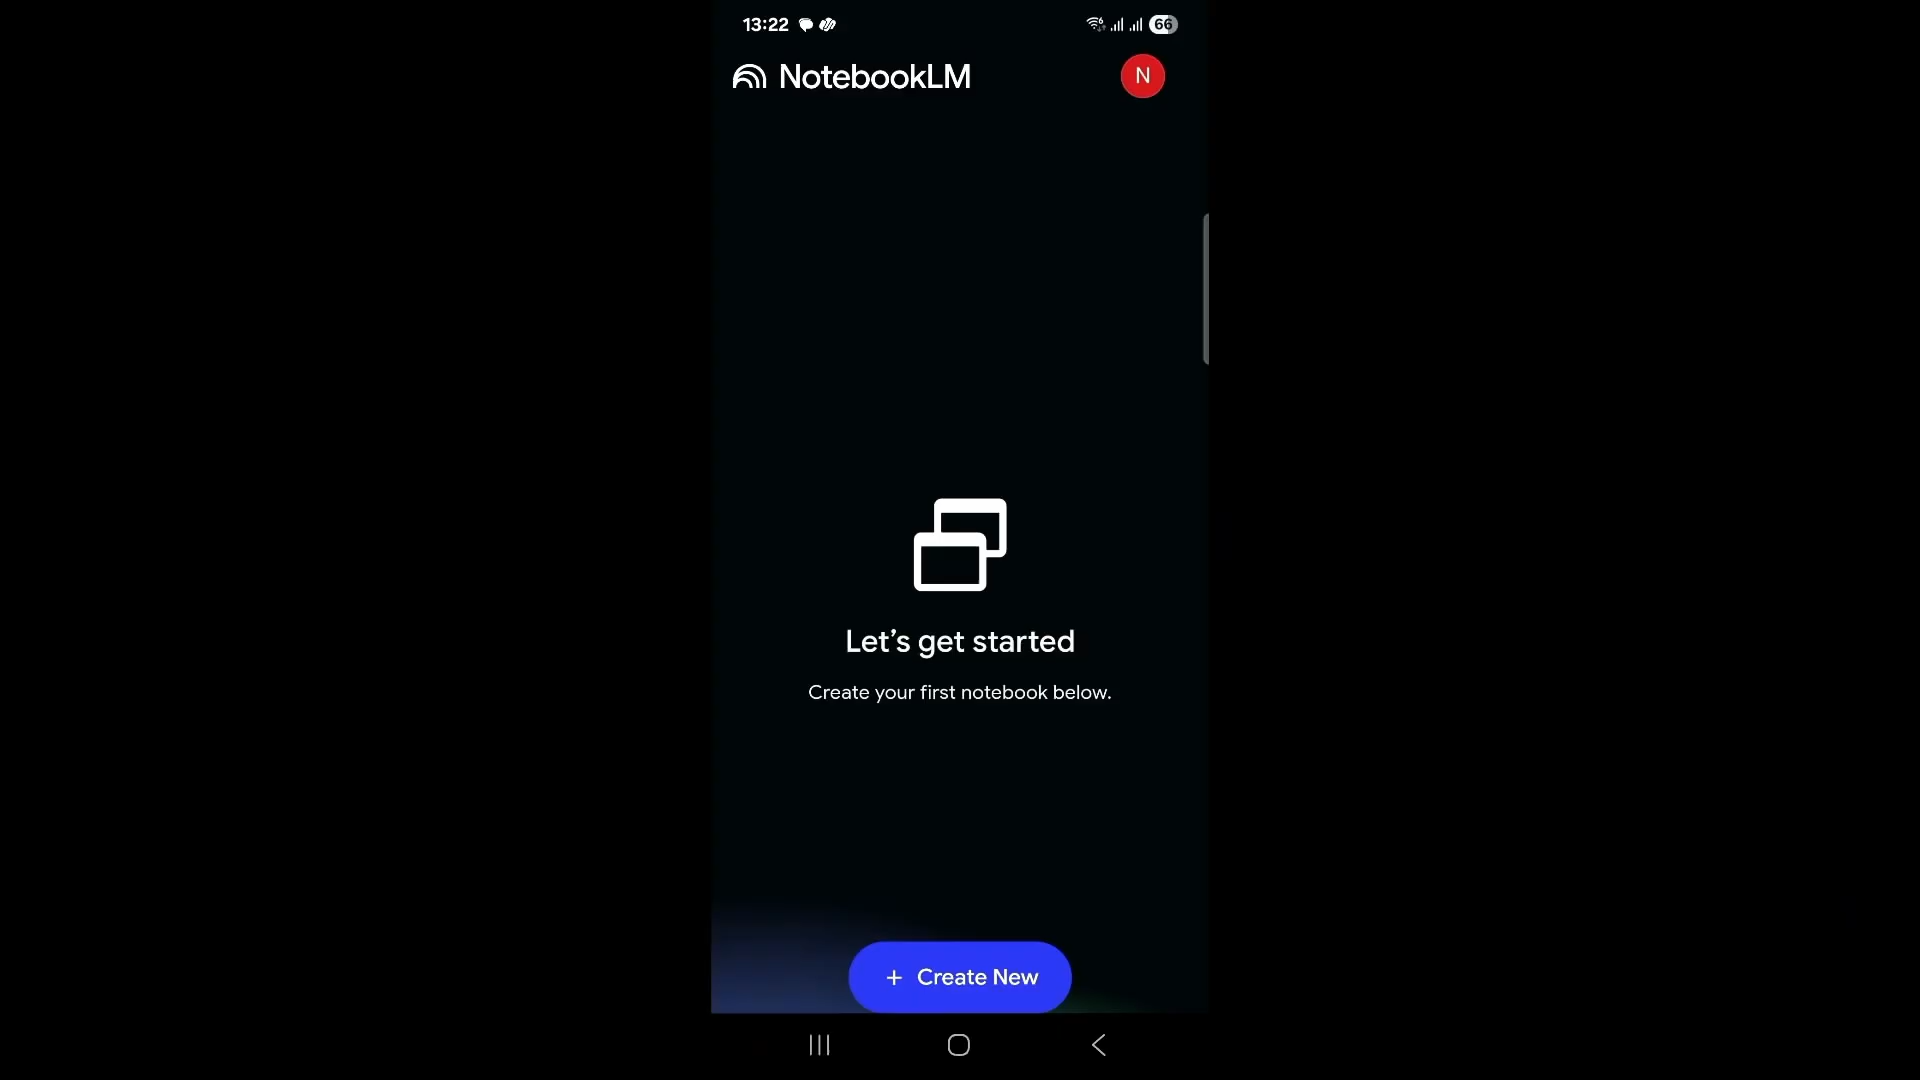 13:22
66
NotebookLM
N
Let’s get started
Create your first notebook below.
+ Create New